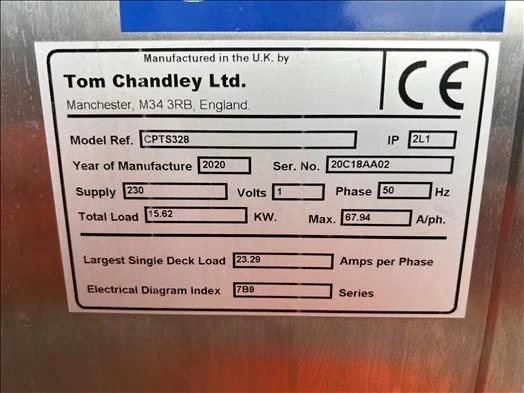 Manufactured in the U.K. by
Tom Chandley Ltd.
Manchester, M34 3RB, England.
CE
Model Ref. CPTS328 IP 2L1
Year of Manufacture 2020 Ser. No. 20C18AA02
Supply 230 Volts 1 Phase 50 Hz
Total Load 15.62 KW. Max. 67.94 A/ph.
Largest Single Deck Load 23.29 Amps per Phase
Electrical Diagram Index 7B9 Series